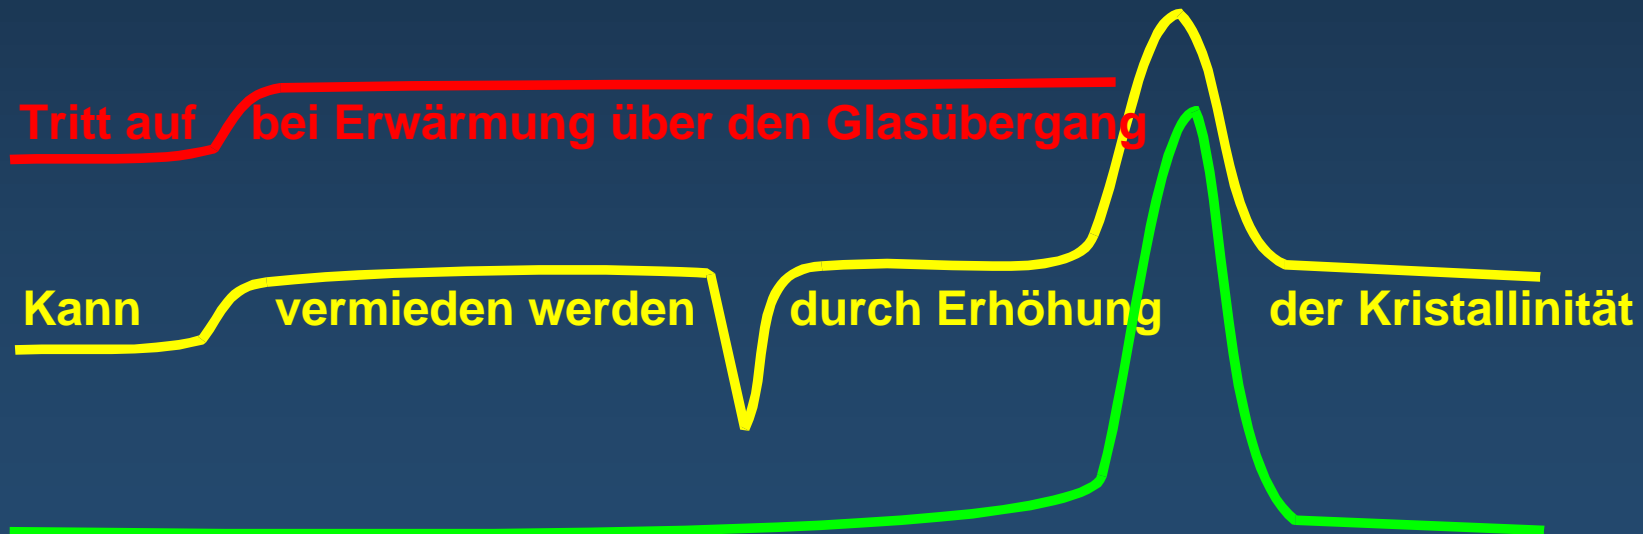 Tritt auf bei Erwärmung über den Glasübergang
Kann vermieden werden durch Erhöhung der Kristallinität